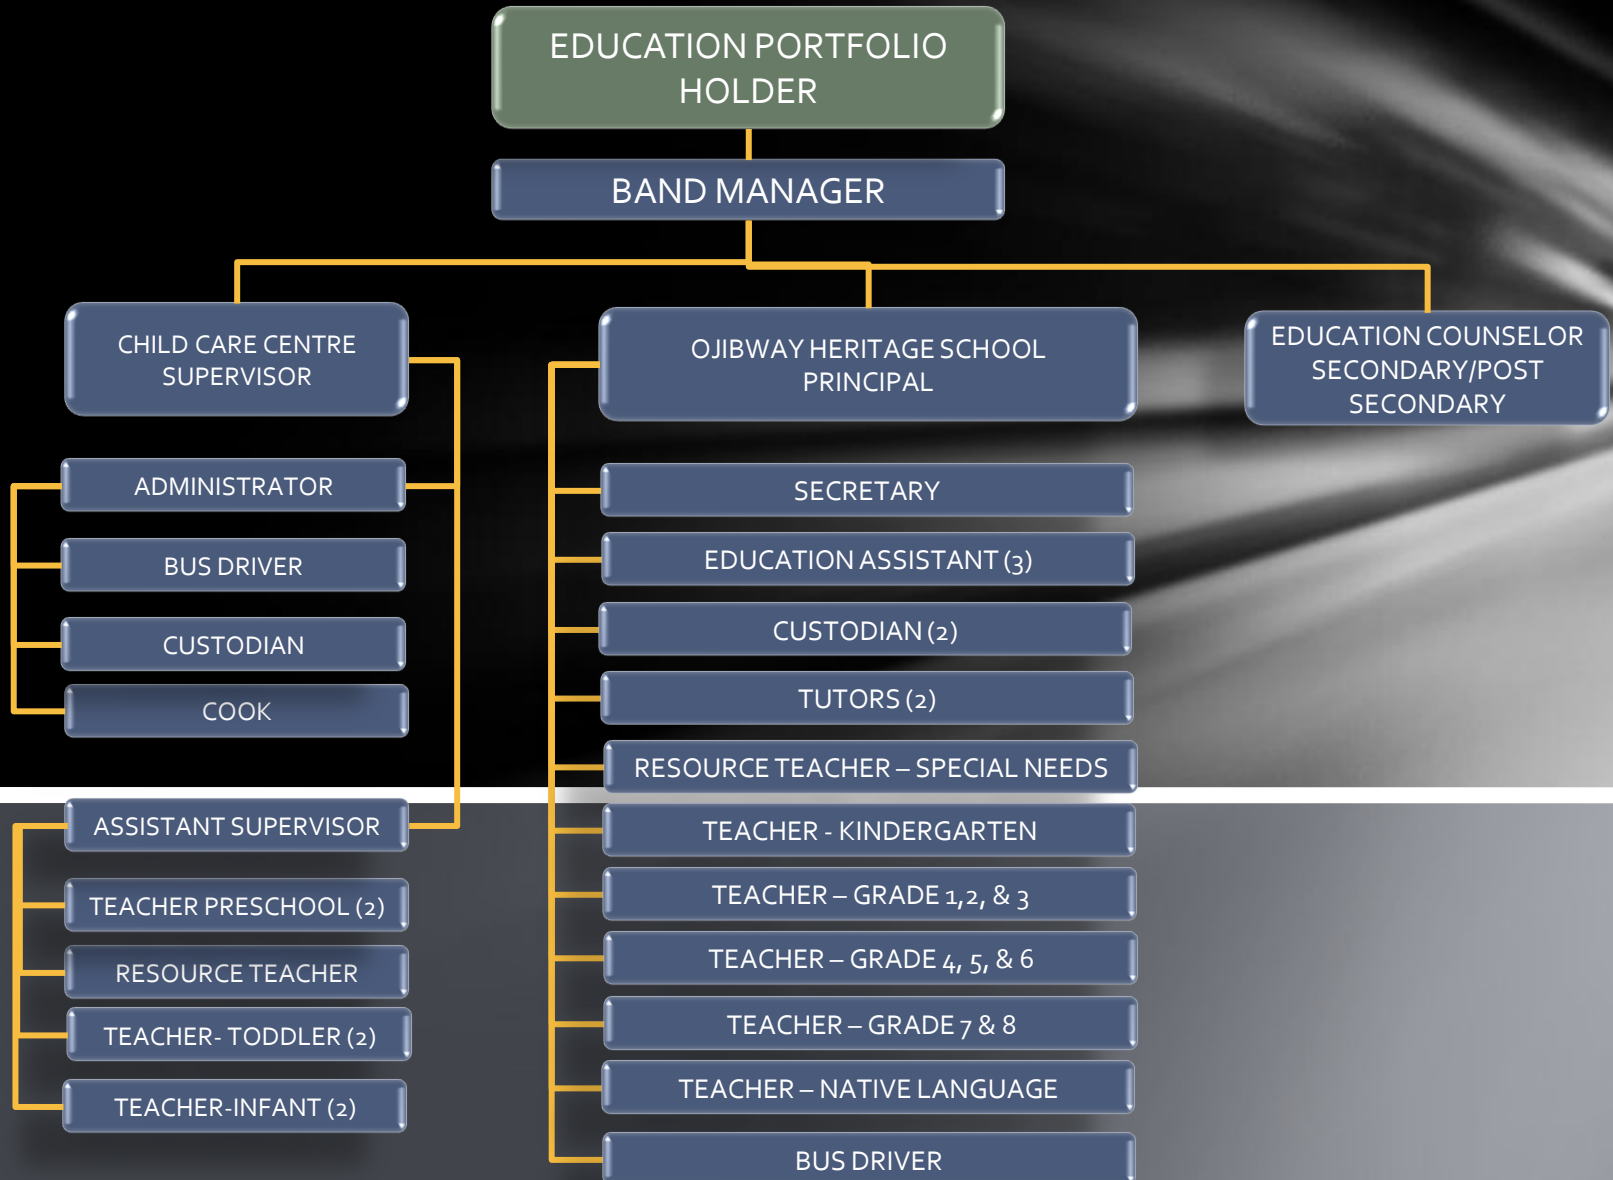 EDUCATION PORTFOLIO
HOLDER
BAND MANAGER
CHILD CARE CENTRE
SUPERVISOR
ADMINISTRATOR
BUS DRIVER
CUSTODIAN
COOK
ASSISTANT SUPERVISOR
TEACHER PRESCHOOL (2)
RESOURCE TEACHER
TEACHER- TODDLER (2)
TEACHER-INFANT (2)
OJIBWAY HERITAGE SCHOOL
PRINCIPAL
SECRETARY
EDUCATION ASSISTANT (3)
CUSTODIAN (2)
TUTORS (2)
RESOURCE TEACHER – SPECIAL NEEDS
TEACHER - KINDERGARTEN
TEACHER – GRADE 1,2, & 3
TEACHER – GRADE 4, 5, & 6
TEACHER – GRADE 7 & 8
TEACHER – NATIVE LANGUAGE
BUS DRIVER
EDUCATION COUNSELOR
SECONDARY/POST
SECONDARY